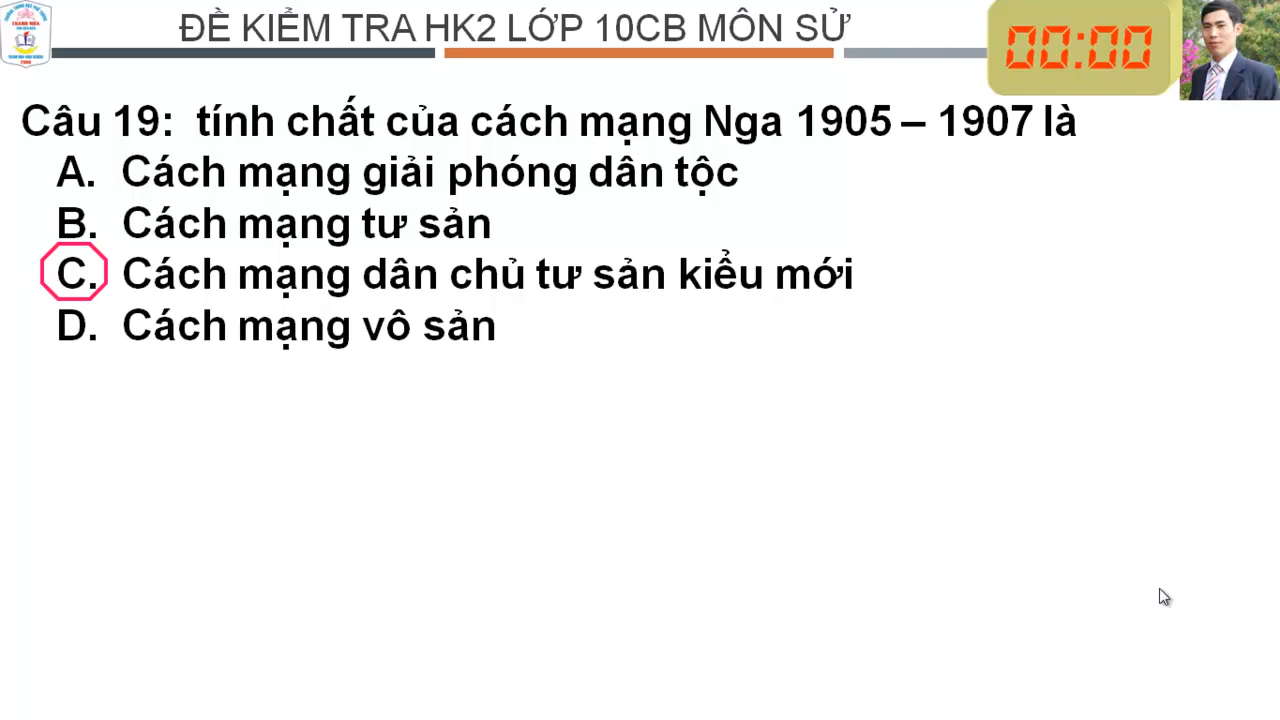 ĐỀ KIỂM TRA HK2 LỚP 10CB MÔN SỬ
00:00
Câu 19: tính chất của cách mạng Nga 1905 – 1907 là
A. Cách mạng giải phóng dân tộc
B. Cách mạng tư sản
C. Cách mạng dân chủ tư sản kiểu mới
D. Cách mạng vô sản